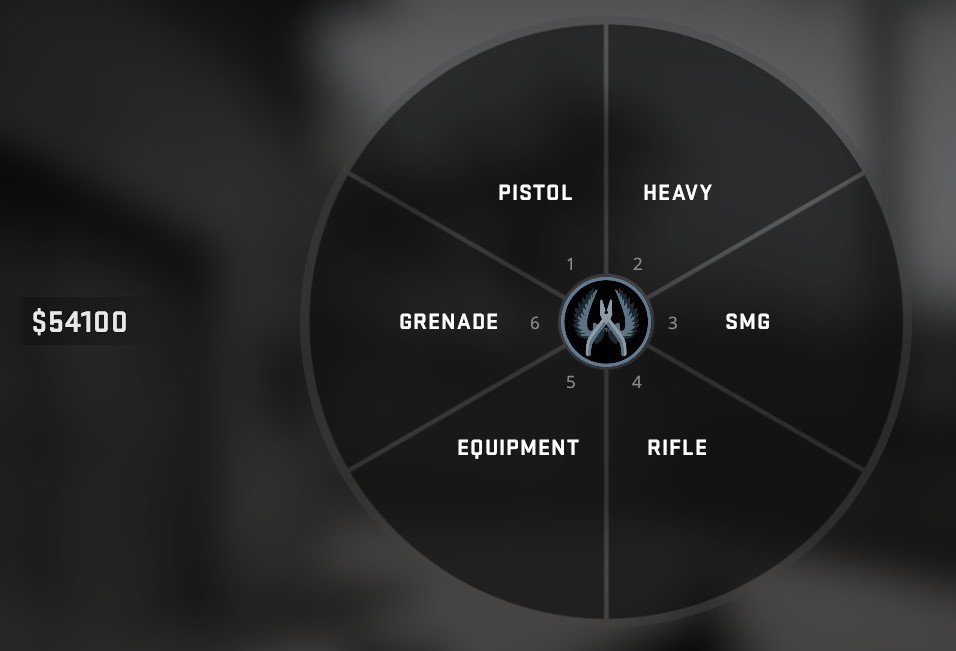 PISTOL
HEAVY
1
2
$54100
GRENADE
6
3
SMG
5
4
EQUIPMENT
RIFLE